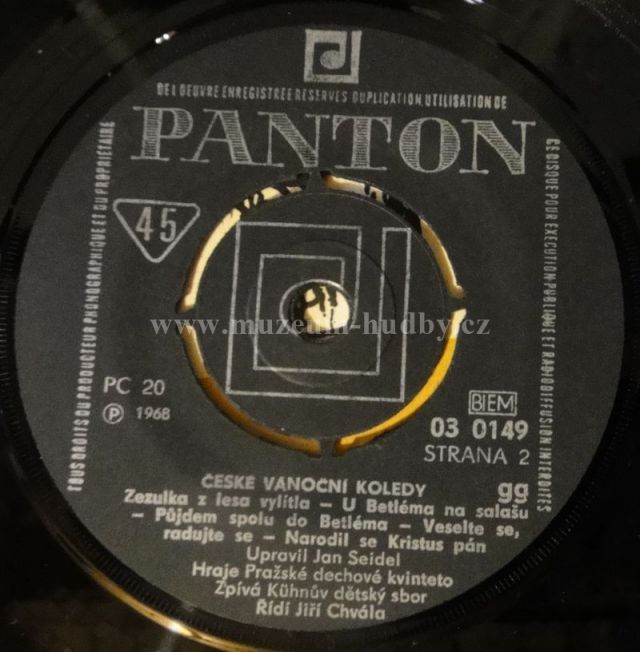 DE L OEUVRE ENREGISTREE RESERVES DUPLICATION, UTILISATION DE
PANTON
TOUS DROITS DU PRODUCTEUR PHONOGRAPHIQUE ET DU PROPRIÉTAIRE
CE DISQUE POUR EXECUTION PUBLIQUE ET RADIODIFFUSION INTERDITES
45
www.muzeum-hudby.cz
PC 20
Ⓟ 1968
BIEM
03 0149
STRANA 2
gg
ČESKÉ VÁNOČNÍ KOLEDY
Zezulka z lesa vylítla – U Betléma na salašu
– Půjdem spolu do Betléma – Veselte se,
radujte se – Narodil se Kristus pán
Upravil Jan Seidel
Hraje Pražské dechové kvinteto
Zpívá Kühnův dětský sbor
Řídí Jiří Chvála